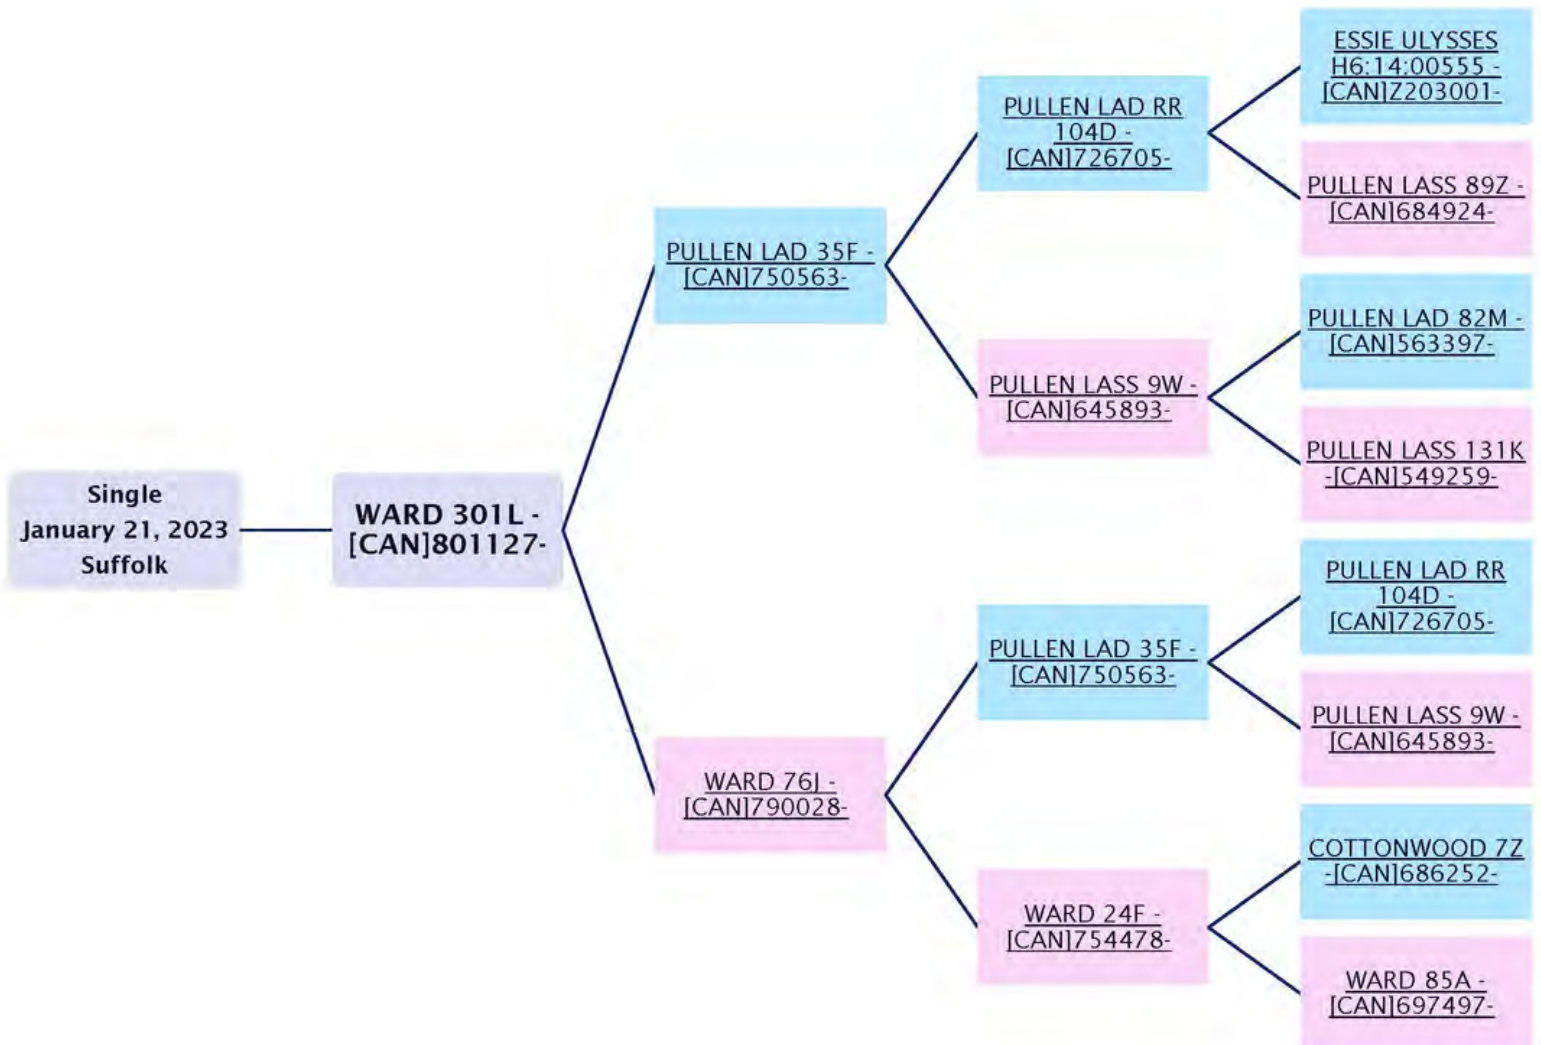 Single
January 21, 2023
Suffolk
WARD 301L -
[CAN]801127-
PULLEN LAD 35F -
[CAN]750563-
WARD 76J -
[CAN]790028-
PULLEN LAD RR
104D -
[CAN]726705-
PULLEN LASS 9W -
[CAN]645893-
PULLEN LAD 35F -
[CAN]750563-
WARD 24F -
[CAN]754478-
ESSIE ULYSSES
H6:14:00555 -
[CAN]Z203001-
PULLEN LASS 89Z -
[CAN]684924-
PULLEN LAD 82M -
[CAN]563397-
PULLEN LASS 131K
-[CAN]549259-
PULLEN LAD RR
104D -
[CAN]726705-
PULLEN LASS 9W -
[CAN]645893-
COTTONWOOD 7Z
-[CAN]686252-
WARD 85A -
[CAN]697497-